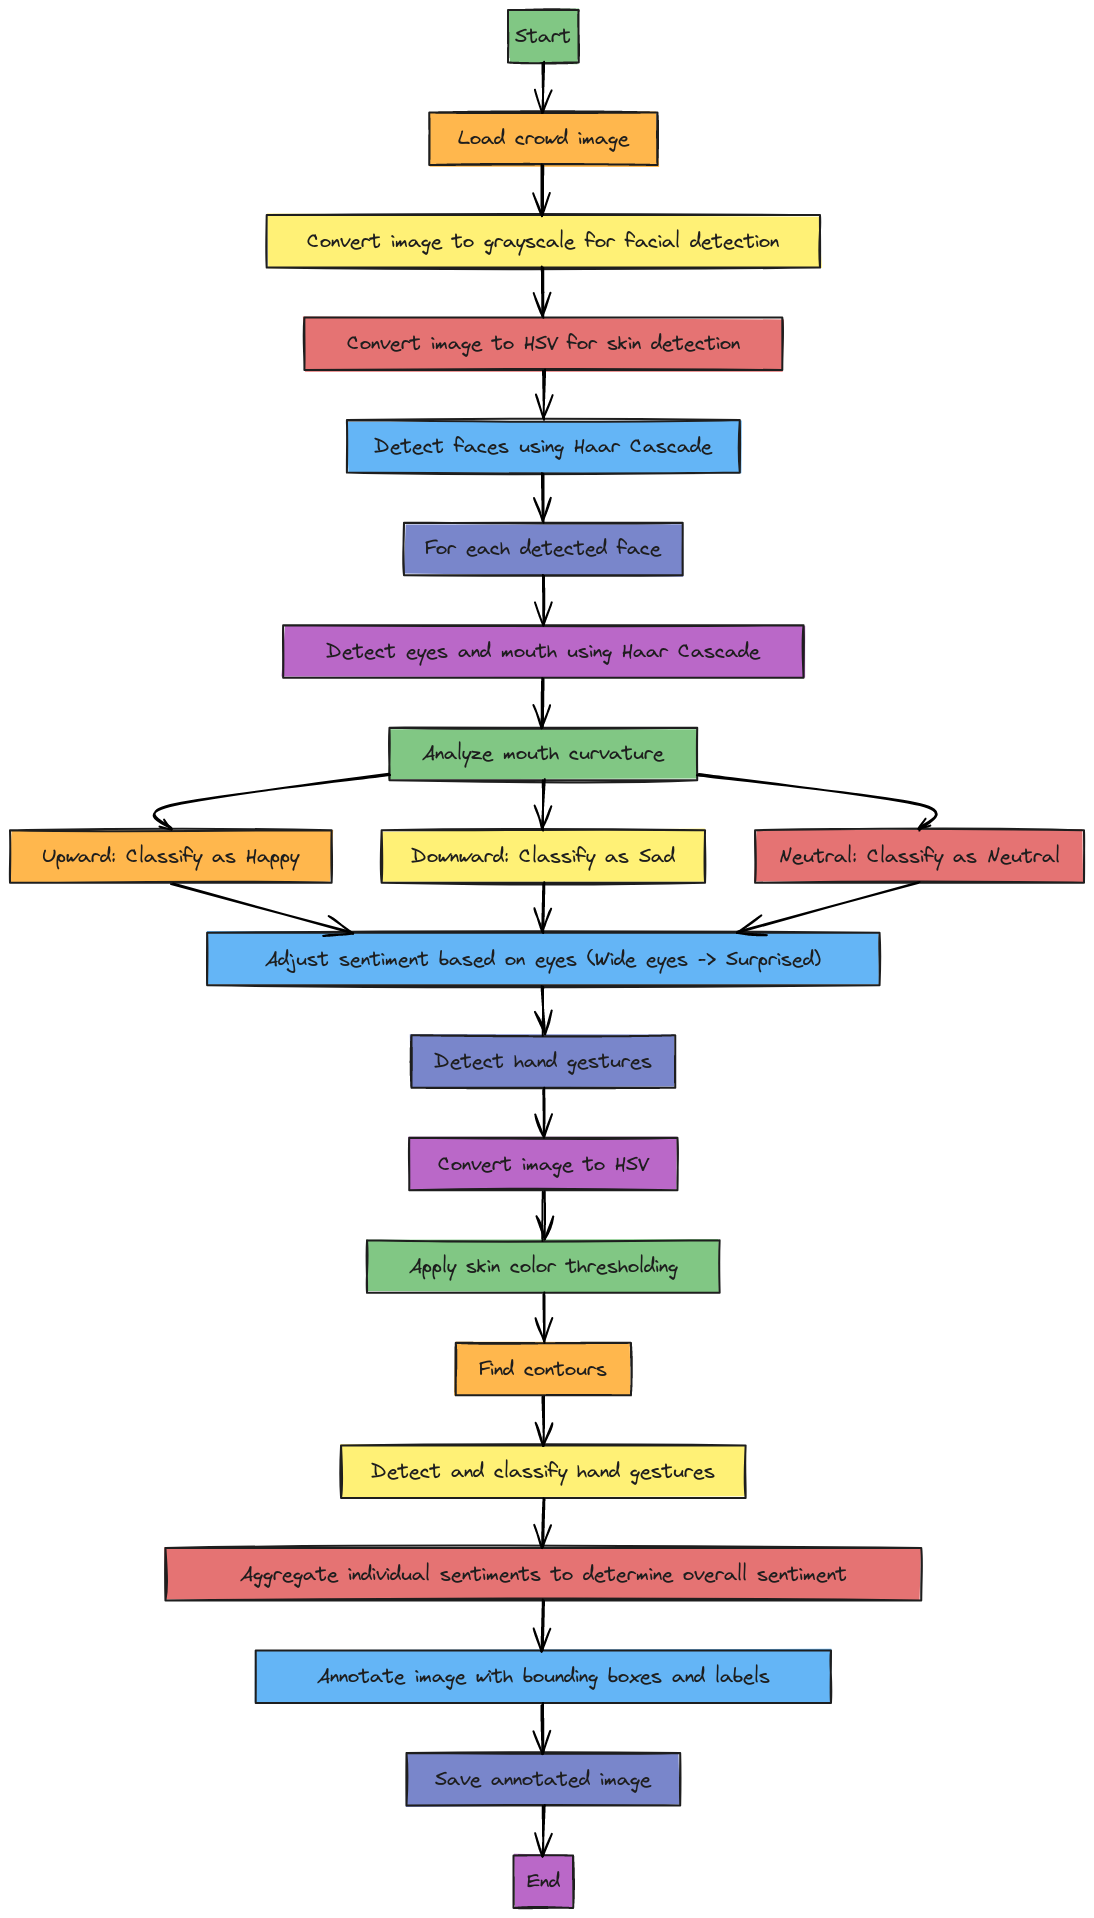 Start
Load crowd image
Convert image to grayscale for facial detection
Convert image to HSV for skin detection
Detect faces using Haar Cascade
For each detected face
Detect eyes and mouth using Haar Cascade
Analyze mouth curvature
Upward: Classify as Happy
Downward: Classify as Sad
Neutral: Classify as Neutral
Adjust sentiment based on eyes (Wide eyes -> Surprised)
Detect hand gestures
Convert image to HSV
Apply skin color thresholding
Find contours
Detect and classify hand gestures
Aggregate individual sentiments to determine overall sentiment
Annotate image with bounding boxes and labels
Save annotated image
End